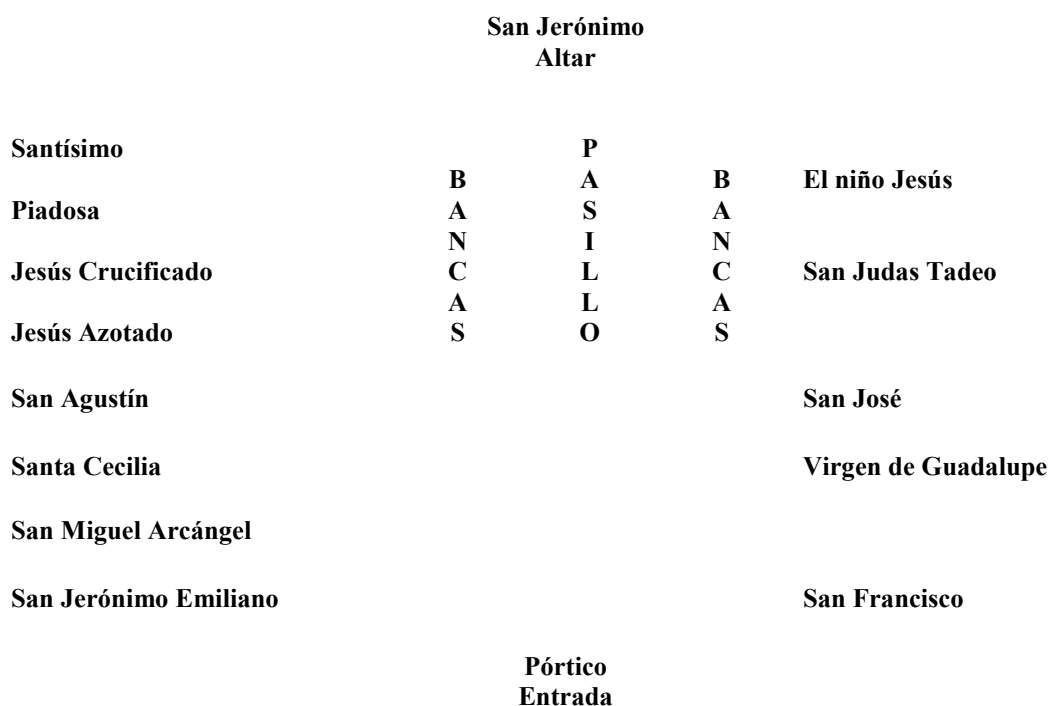 San Jerónimo
Altar
Santísimo P
B A B El niño Jesús
Piadosa A S A
N I N
Jesús Crucificado C L C San Judas Tadeo
A L A
Jesús Azotado S O S
San Agustín San José
Santa Cecilia Virgen de Guadalupe
San Miguel Arcángel
San Jerónimo Emiliano San Francisco
Pórtico
Entrada